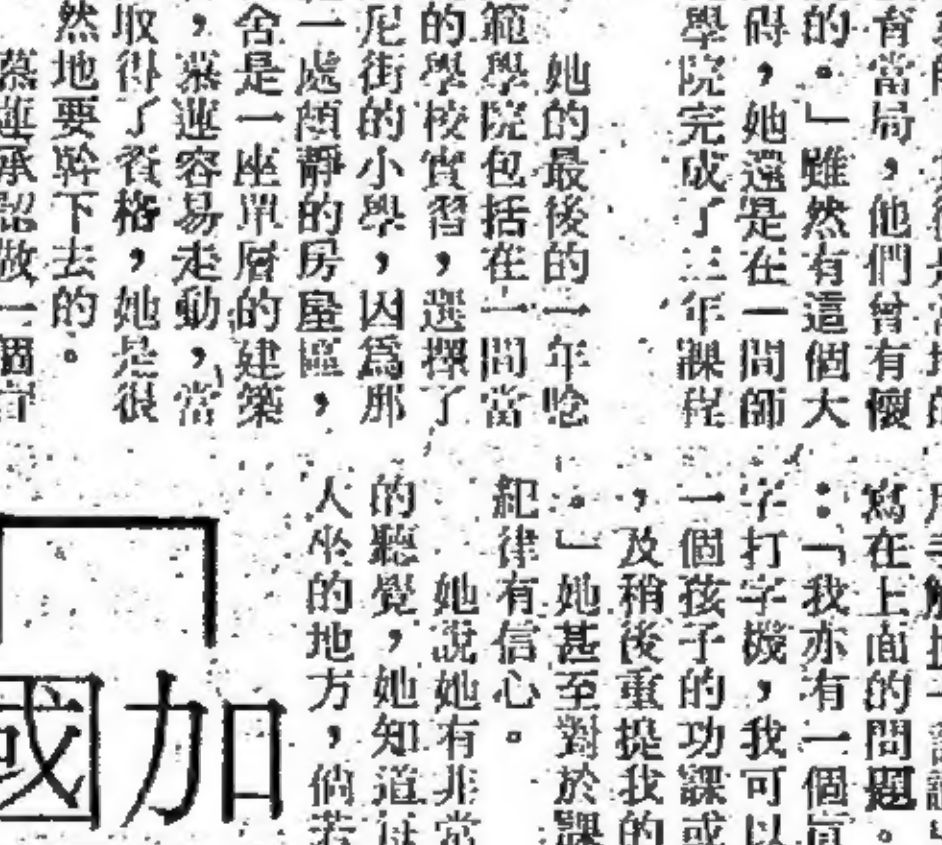 育當局，他們曾有懷
的。」雖然有這個大
碍，她還是在一間師
學院完成了三年課程
她的最後的一年唸
範學院包括在一間當
的學校實習，選擇了
尼街的小學，因爲那
一處頗靜的房屋區，
舍是一座單層的建築
，慕蓮容易走動，當
取得了資格，她是很
然地要幹下去的。
慕蓮承認做一個盲
寫在上面的問題。
：「我亦有一個盲
字打字機，我可以
一個孩子的功課或
，及稍後重提我的
。」她甚至對於課
紀律有信心。
她說她有非常
的聽覺，她知道每
人坐的地方，倘若
加國